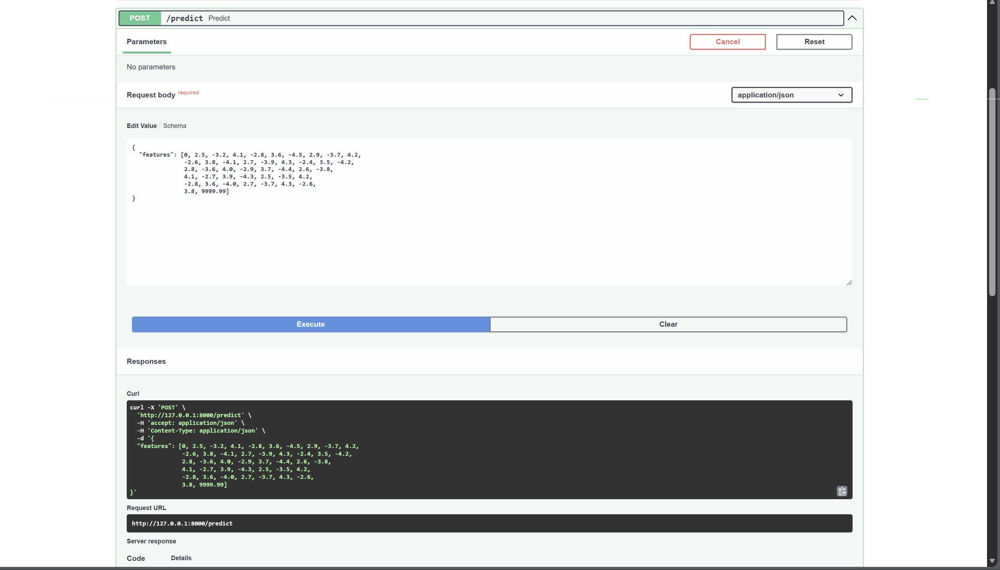 POST /predict Predict
Parameters
Cancel
Reset
No parameters
Request body required
application/json
Edit Value | Schema
{
  "features": [0, 2.5, -3.2, 4.1, -2.8, 3.6, -4.5, 2.9, -3.7, 4.2,
               -2.6, 3.8, -4.1, 2.7, -3.9, 4.3, -2.4, 3.5, -4.2,
               2.8, -3.6, 4.0, -2.9, 3.7, -4.4, 2.6, -3.8,
               4.1, -2.7, 3.9, -4.3, 2.5, -3.5, 4.2,
               -2.8, 3.6, -4.0, 2.7, -3.7, 4.3, -2.6,
               3.8, 9999.99]
}
Execute
Clear
Responses
Curl
curl -X 'POST' \
  'http://127.0.0.1:8000/predict' \
  -H 'accept: application/json' \
  -H 'Content-Type: application/json' \
  -d '{
  "features": [0, 2.5, -3.2, 4.1, -2.8, 3.6, -4.5, 2.9, -3.7, 4.2,
               -2.6, 3.8, -4.1, 2.7, -3.9, 4.3, -2.4, 3.5, -4.2,
               2.8, -3.6, 4.0, -2.9, 3.7, -4.4, 2.6, -3.8,
               4.1, -2.7, 3.9, -4.3, 2.5, -3.5, 4.2,
               -2.8, 3.6, -4.0, 2.7, -3.7, 4.3, -2.6,
               3.8, 9999.99]
}'
Request URL
http://127.0.0.1:8000/predict
Server response
Code Details